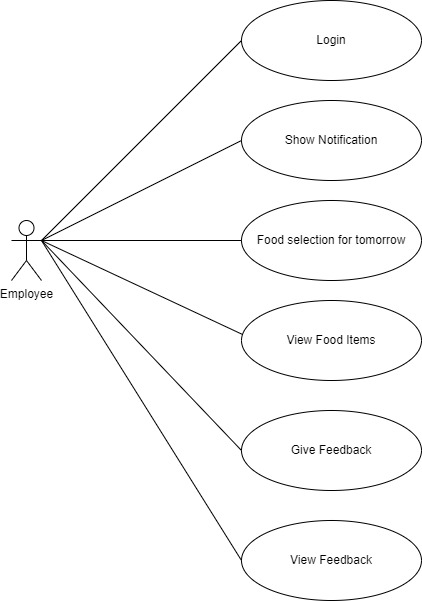 Login
Show Notification
Food selection for tomorrow
Employee
View Food Items
Give Feedback
View Feedback